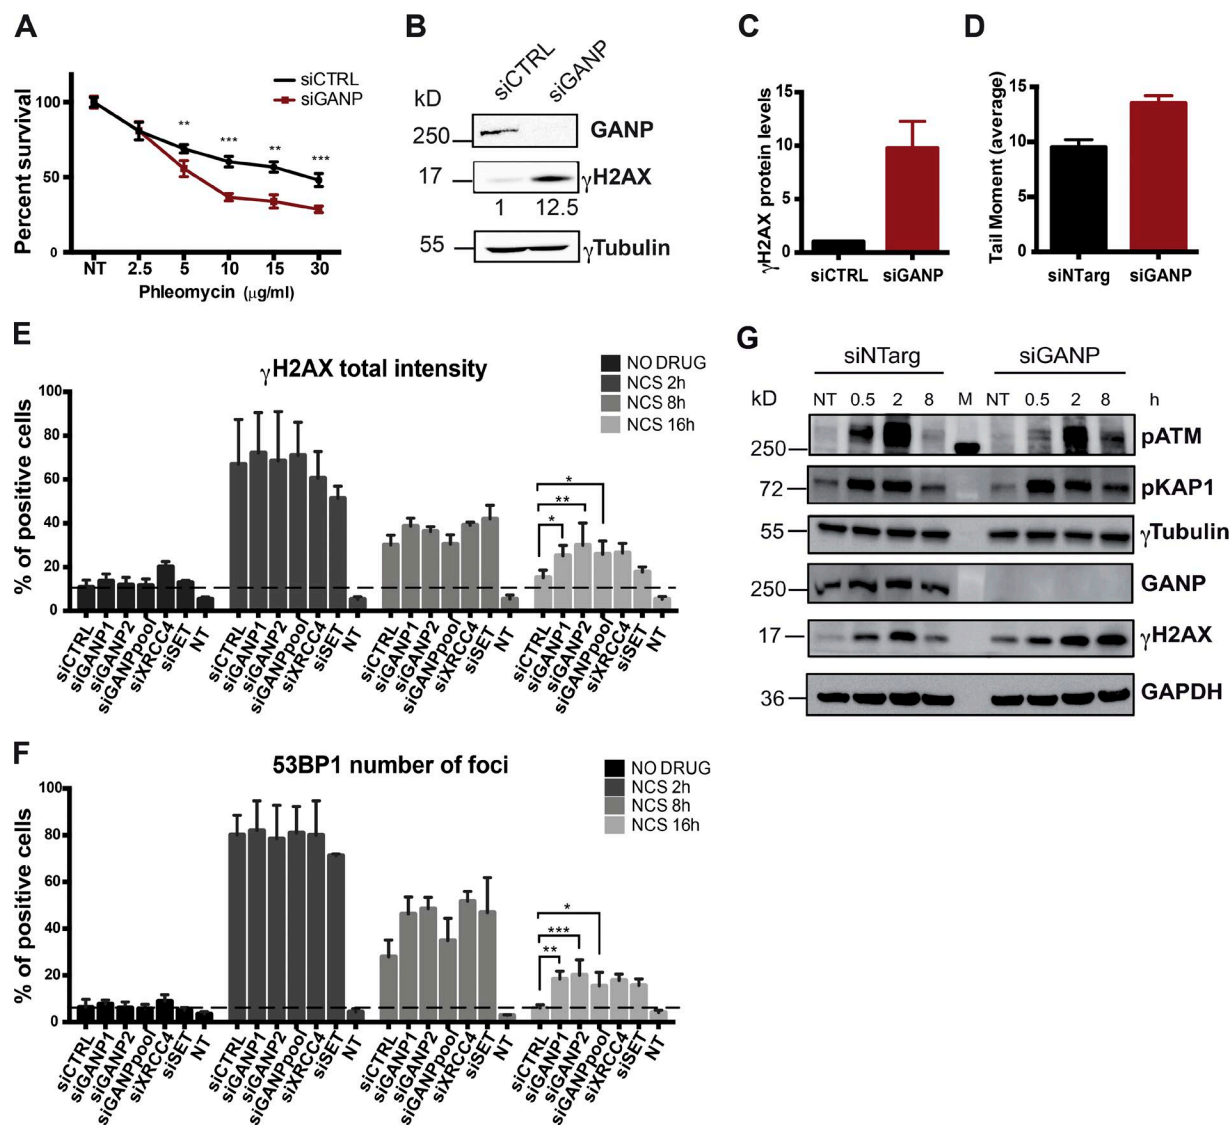 A
siCTRL
siGANP
Percent survival
100
50
0
** *** ** ***
NT 2.5 5 10 15 30
Phleomycin (μg/ml)
B
siCTRL siGANP
kD
250 GANP
17 γH2AX
1 12.5
55 γTubulin
C
γH2AX protein levels
15
10
5
0
siCTRL siGANP
D
Tail Moment (average)
15
10
5
0
siNTarg siGANP
E
γH2AX total intensity
NO DRUG
NCS 2h
NCS 8h
NCS 16h
% of positive cells
100
80
60
40
20
0
*
**
*
siCTRL siGANP1 siGANP2 siGANPpool siXRCC4 siSET NT siCTRL siGANP1 siGANP2 siGANPpool siXRCC4 siSET NT siCTRL siGANP1 siGANP2 siGANPpool siXRCC4 siSET NT siCTRL siGANP1 siGANP2 siGANPpool siXRCC4 siSET NT
F
53BP1 number of foci
NO DRUG
NCS 2h
NCS 8h
NCS 16h
% of positive cells
100
80
60
40
20
0
*
***
**
siCTRL siGANP1 siGANP2 siGANPpool siXRCC4 siSET NT siCTRL siGANP1 siGANP2 siGANPpool siXRCC4 siSET NT siCTRL siGANP1 siGANP2 siGANPpool siXRCC4 siSET NT siCTRL siGANP1 siGANP2 siGANPpool siXRCC4 siSET NT
G
siNTarg siGANP
kD NT 0.5 2 8 M NT 0.5 2 8 h
250 pATM
72 pKAP1
55 γTubulin
250 GANP
17 γH2AX
36 GAPDH